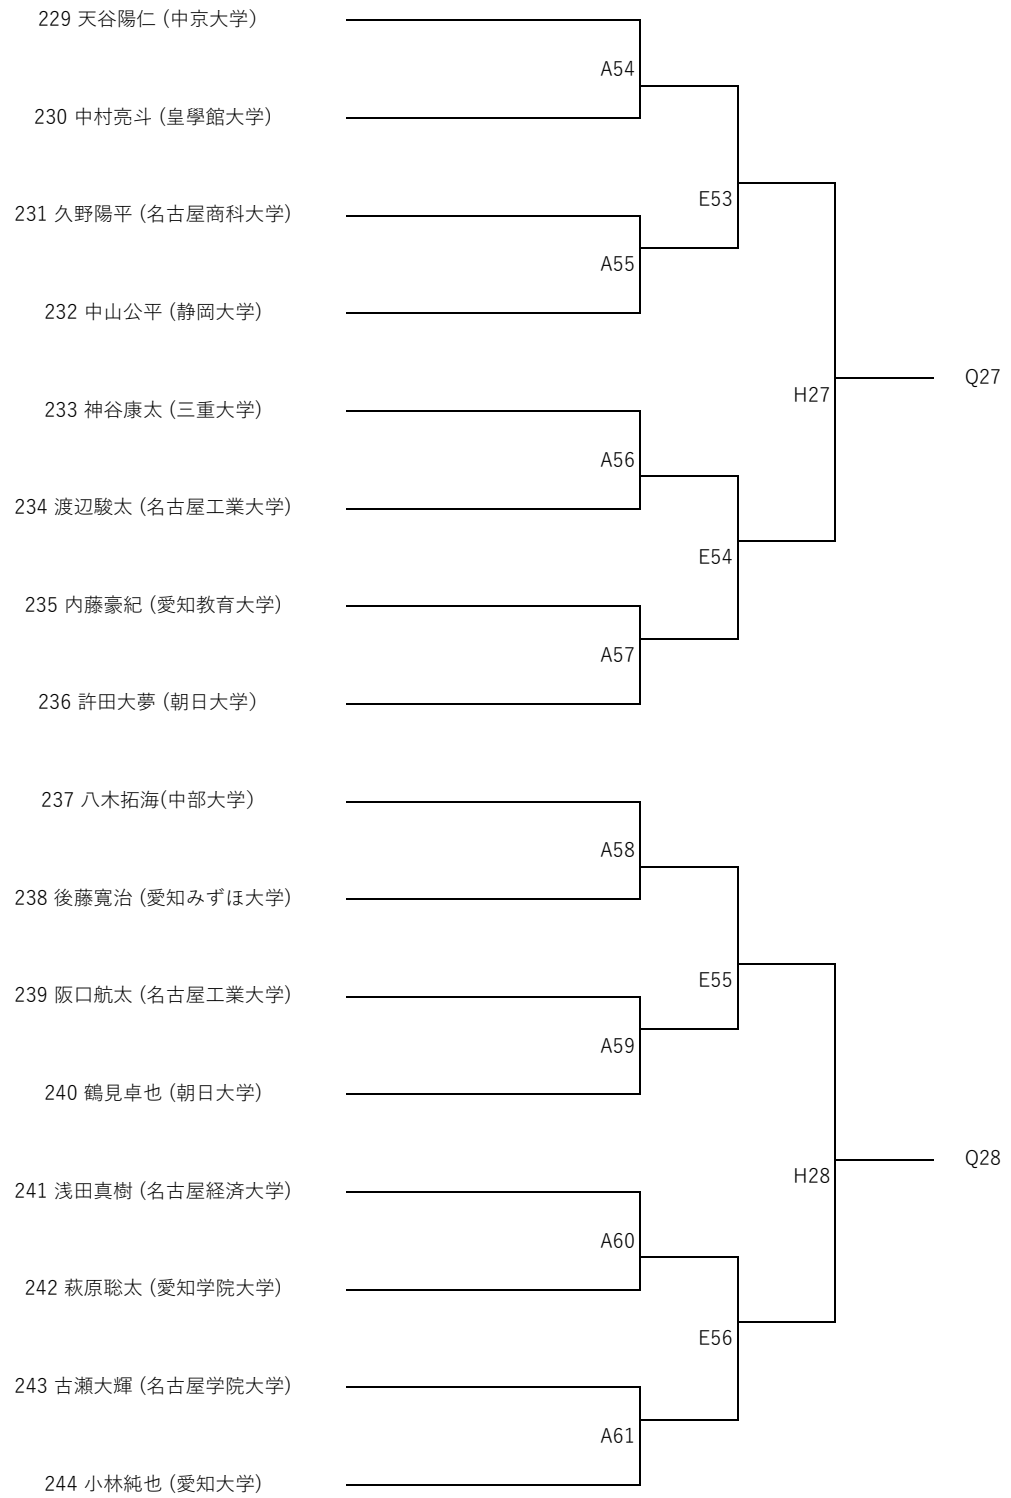 229 天谷陽仁 (中京大学)
A54
230 中村亮斗 (皇學館大学)
E53
231 久野陽平 (名古屋商科大学)
A55
232 中山公平 (静岡大学)
Q27
H27
233 神谷康太 (三重大学)
A56
234 渡辺駿太 (名古屋工業大学)
E54
235 内藤豪紀 (愛知教育大学)
A57
236 許田大夢 (朝日大学)
237 八木拓海(中部大学)
A58
238 後藤寛治 (愛知みずほ大学)
E55
239 阪口航太 (名古屋工業大学)
A59
240 鶴見卓也 (朝日大学)
Q28
H28
241 浅田真樹 (名古屋経済大学)
A60
242 萩原聡太 (愛知学院大学)
E56
243 古瀬大輝 (名古屋学院大学)
A61
244 小林純也 (愛知大学)